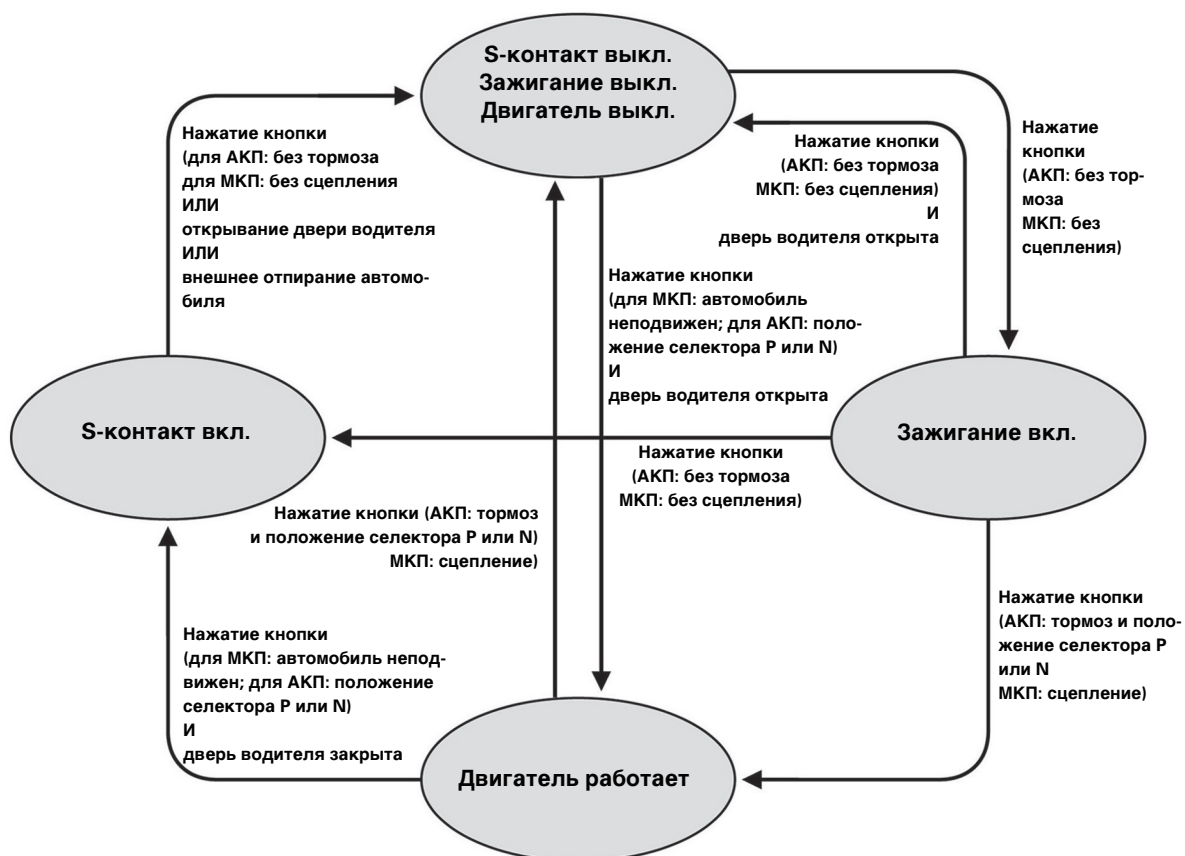 S-контакт выкл.
Зажигание выкл.
Двигатель выкл.
Нажатие кнопки
(для АКП: без тормоза
для МКП: без сцепления
ИЛИ
открывание двери водителя
ИЛИ
внешнее отпирание автомо-
биля
Нажатие кнопки
(АКП: без тормоза
МКП: без сцепления)
И
дверь водителя открыта
Нажатие
кнопки
(АКП: без тор-
моза
МКП: без
сцепления)
Нажатие кнопки
(для МКП: автомобиль
неподвижен; для АКП: поло-
жение селектора P или N)
И
дверь водителя открыта
S-контакт вкл.
Зажигание вкл.
Нажатие кнопки
(АКП: без тормоза
МКП: без сцепления)
Нажатие кнопки (АКП: тормоз
и положение селектора P или N)
МКП: сцепление)
Нажатие кнопки
(для МКП: автомобиль непод-
вижен; для АКП: положение
селектора P или N)
И
дверь водителя закрыта
Нажатие кнопки
(АКП: тормоз и поло-
жение селектора P
или N
МКП: сцепление)
Двигатель работает